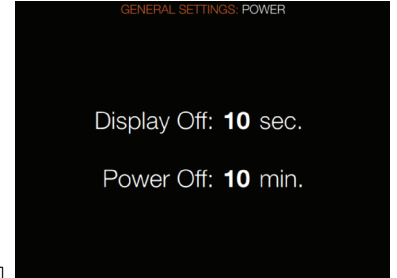 GENERAL SETTINGS: POWER
Display Off: 10 sec.
Power Off: 10 min.